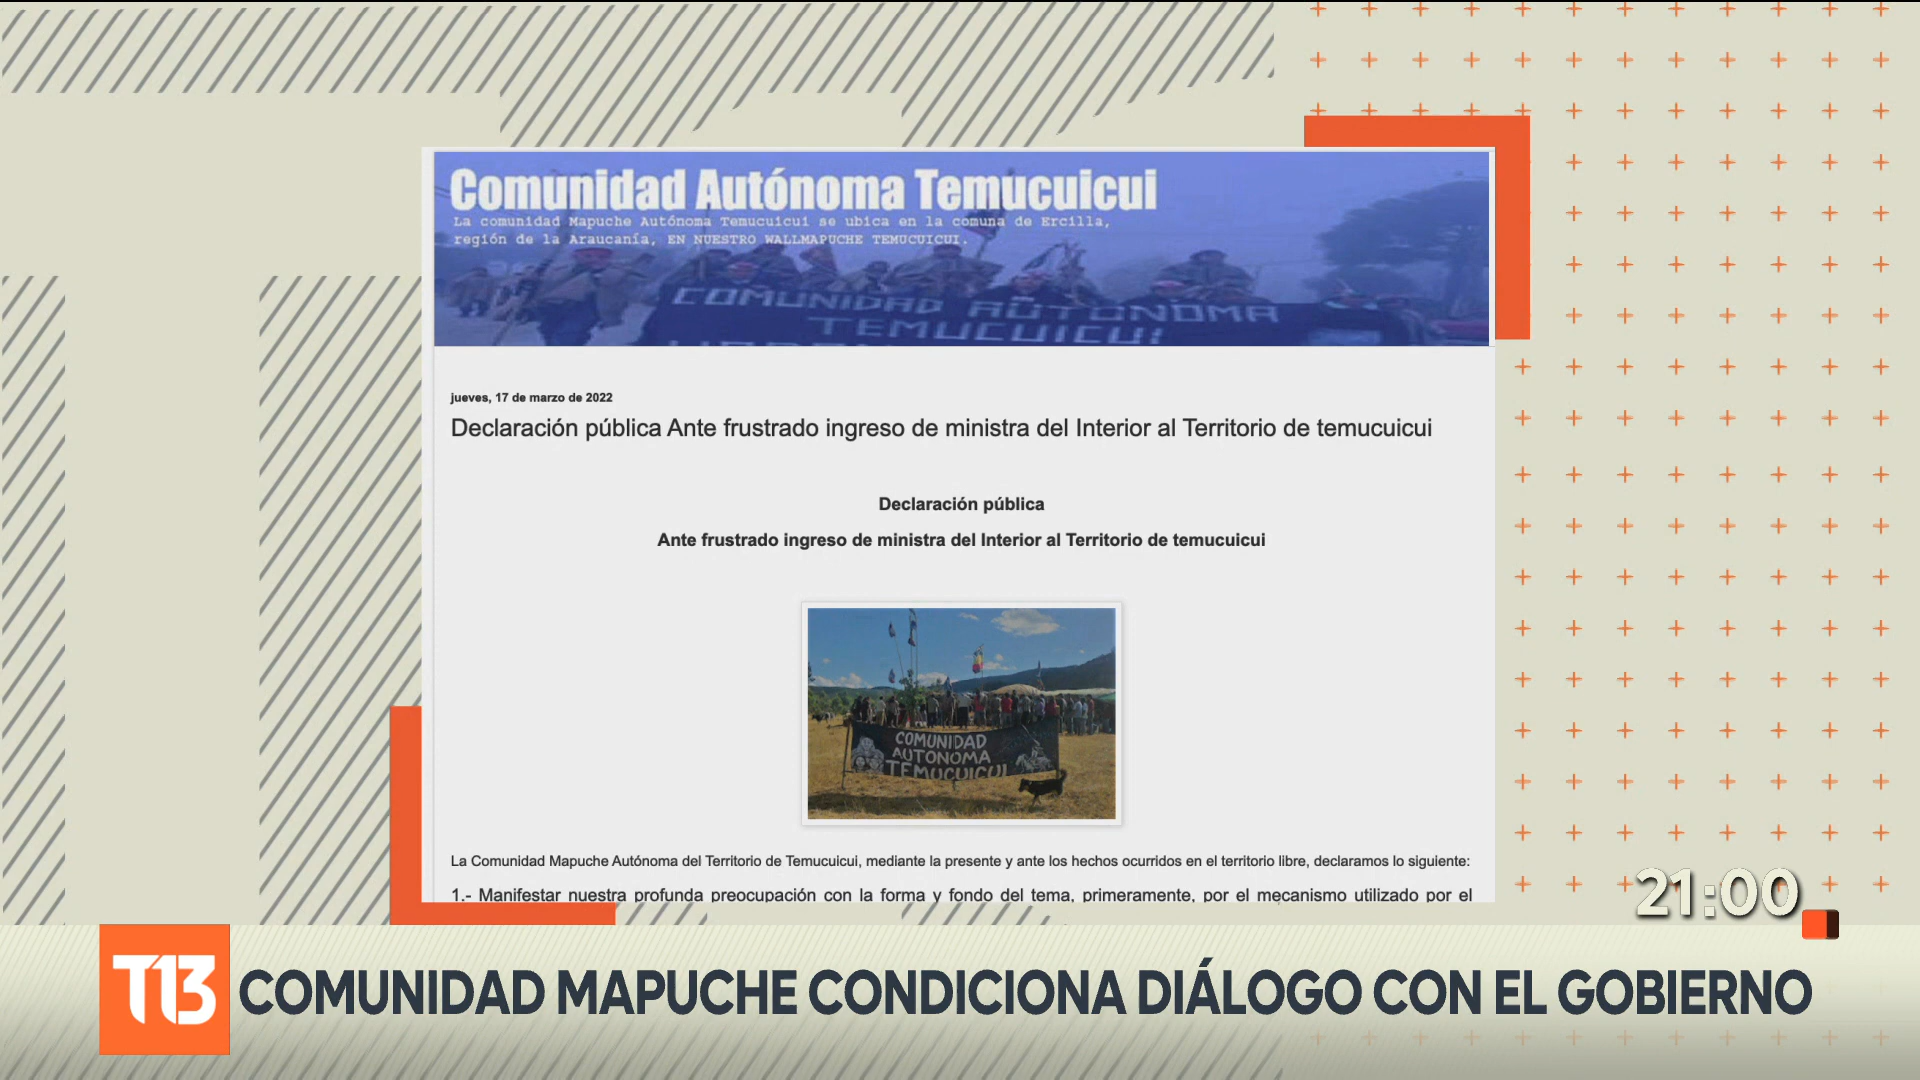 Comunidad Autónoma Temucuicui
La comunidad Mapuche Autónoma Temucuicui se ubica en la comuna de Ercilla,
región de la Araucanía, EN NUESTRO WALLMAPUCHE TEMUCUICUI.
COMUNIDAD AUTONOMA
TEMUCUICUI
jueves, 17 de marzo de 2022
Declaración pública Ante frustrado ingreso de ministra del Interior al Territorio de temucuicui
Declaración pública
Ante frustrado ingreso de ministra del Interior al Territorio de temucuicui
COMUNIDAD
AUTONOMA
TEMUCUICUI
La Comunidad Mapuche Autónoma del Territorio de Temucuicui, mediante la presente y ante los hechos ocurridos en el territorio libre, declaramos lo siguiente:
1.- Manifestar nuestra profunda preocupación con la forma y fondo del tema, primeramente, por el mecanismo utilizado por el
21:00
T13 COMUNIDAD MAPUCHE CONDICIONA DIÁLOGO CON EL GOBIERNO